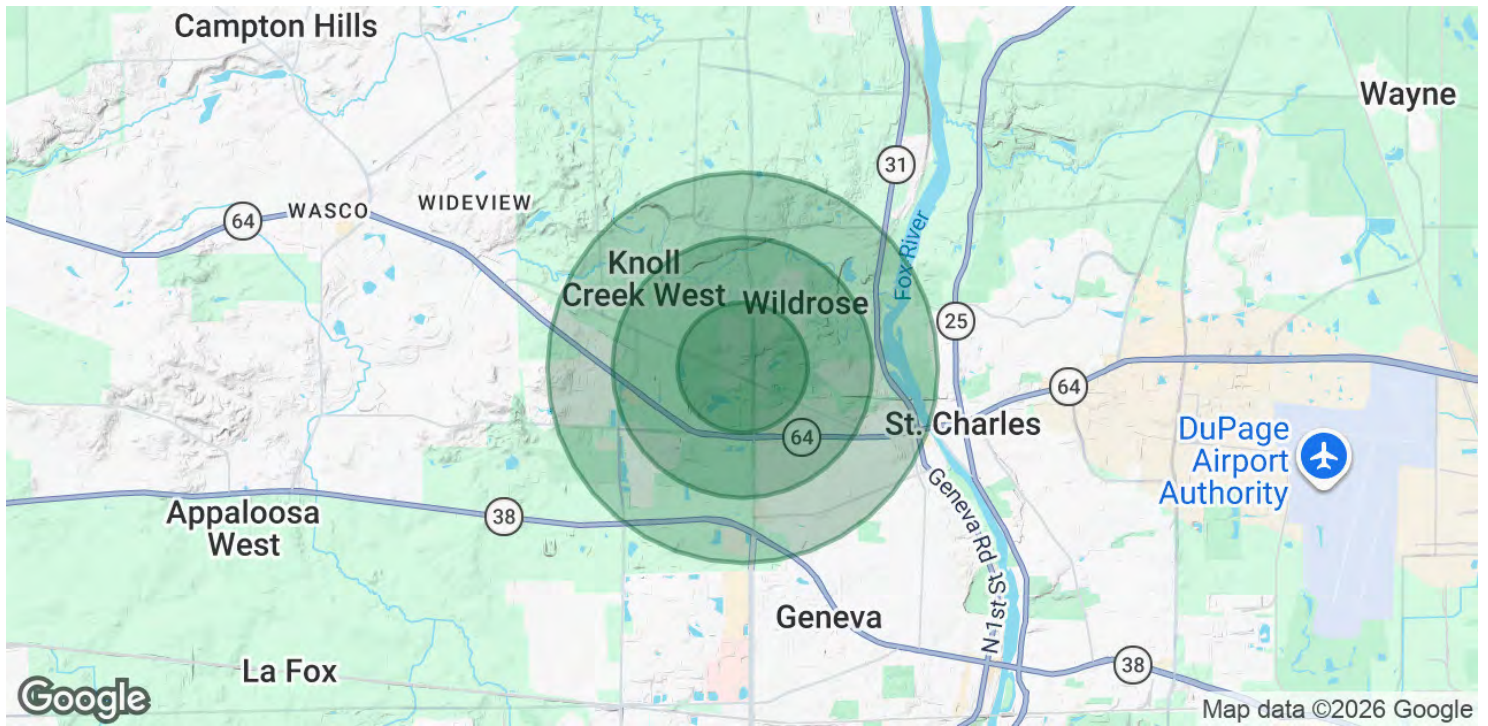 Campton Hills
Wayne
31
64
WASCO
WIDEVIEW
Fox River
Knoll
Creek West
Wildrose
25
64
64
St. Charles
DuPage
Airport
Authority
Geneva Rd
Appaloosa
West
38
N 1st St
Geneva
La Fox
38
Google
Map data ©2026 Google